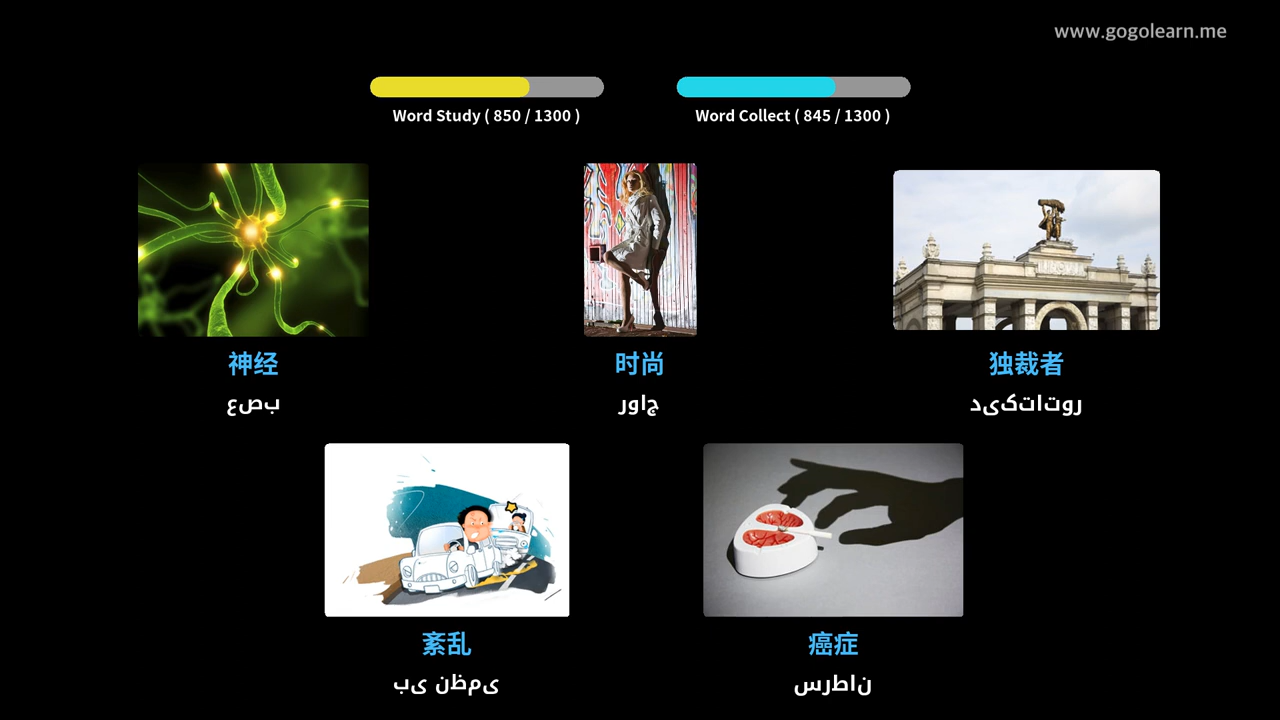 www.gogolearn.me
Word Study ( 850 / 1300 )
Word Collect ( 845 / 1300 )
神经
时尚
独裁者
عصب
رواج
دیکتاتور
紊乱
癌症
بی نظمی
سرطان